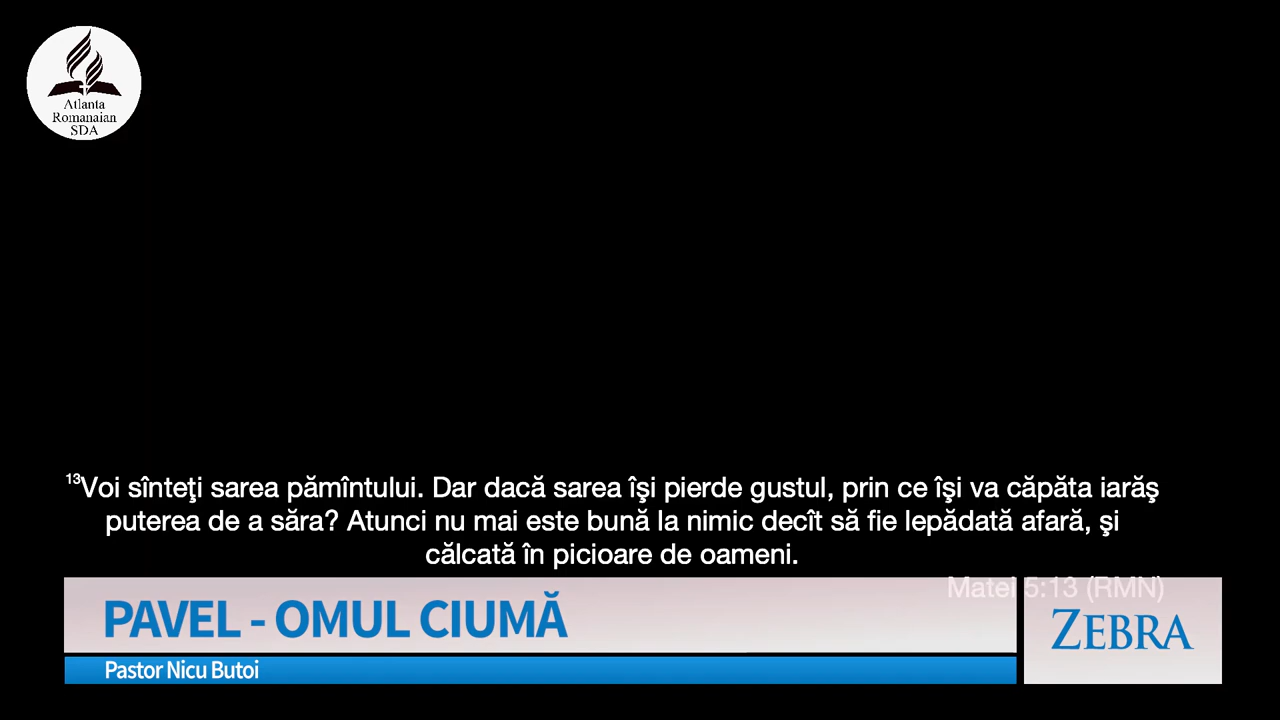 Atlanta
Romanaian
SDA
13Voi sînteţi sarea pămîntului. Dar dacă sarea îşi pierde gustul, prin ce îşi va căpăta iarăş
puterea de a săra? Atunci nu mai este bună la nimic decît să fie lepădată afară, şi
călcată în picioare de oameni.
Matei 5:13 (RMN)
PAVEL - OMUL CIUMĂ
ZEBRA
Pastor Nicu Butoi